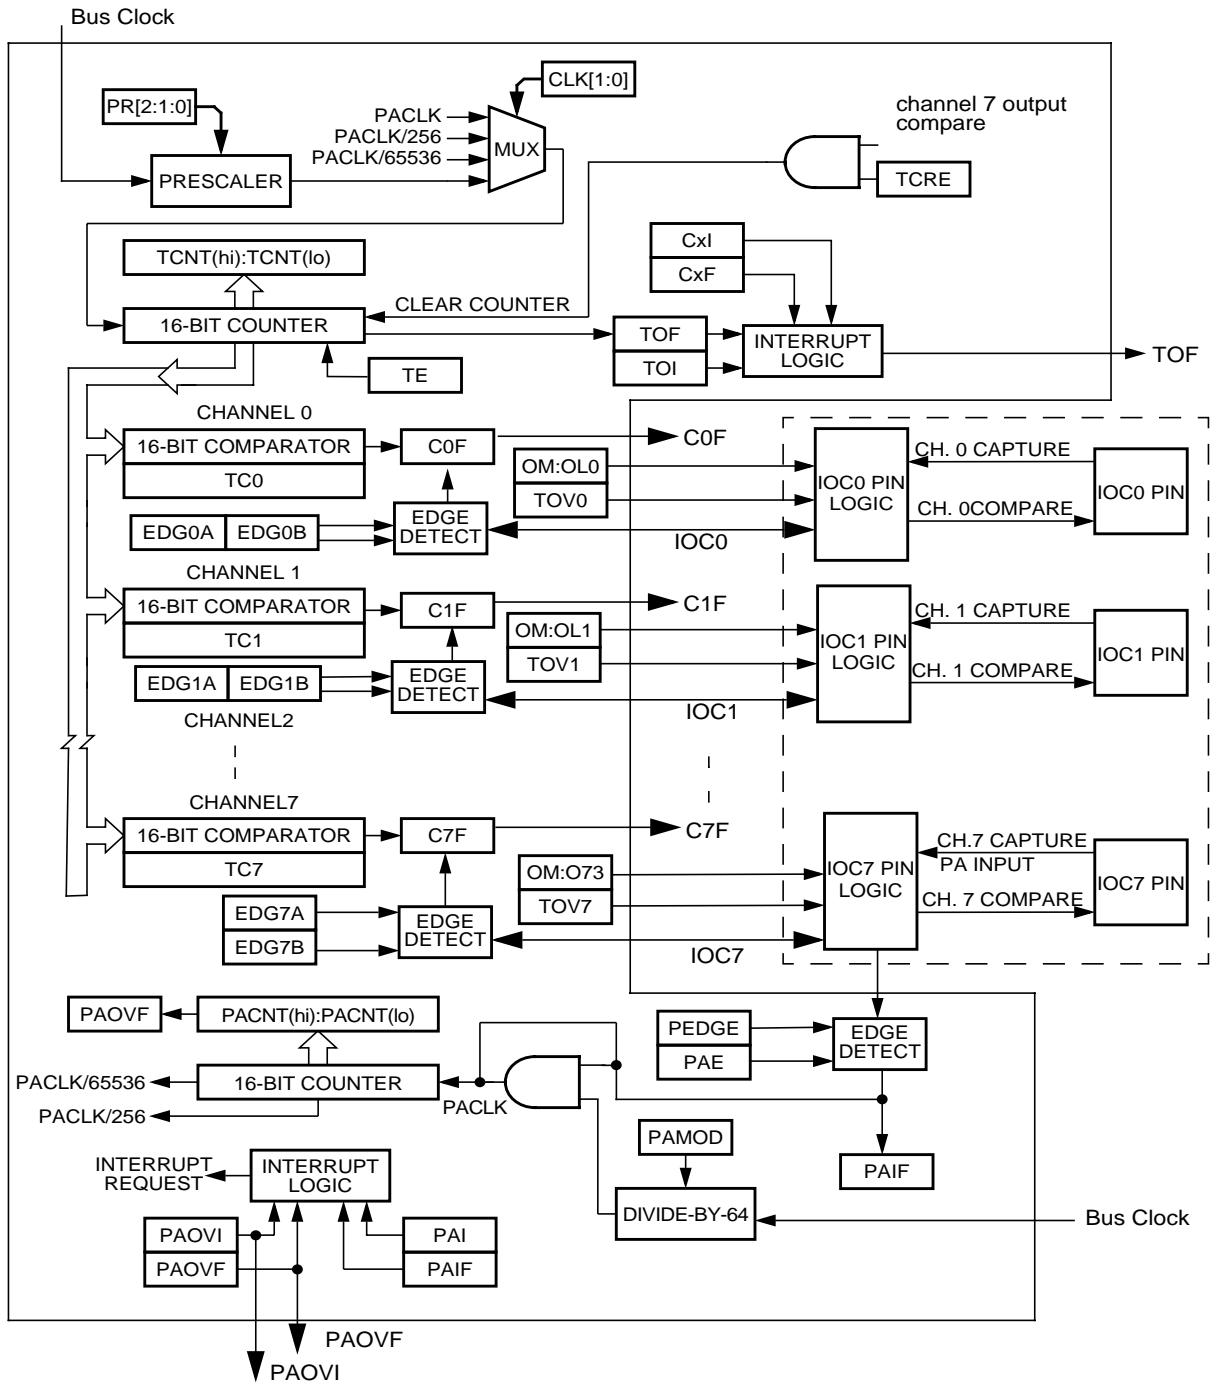 Bus Clock
CLK[1:0]
PR[2:1:0]
channel 7 output
compare
PACLK
PACLK/256
PACLK/65536
MUX
PRESCALER
TCRE
TCNT(hi):TCNT(lo)
CxI
CxF
CLEAR COUNTER
16-BIT COUNTER
TOF
TOI
INTERRUPT
LOGIC
TOF
TE
CHANNEL 0
16-BIT COMPARATOR
TC0
C0F
C0F
OM:OL0
TOV0
EDGE
DETECT
EDG0A
EDG0B
IOC0
IOC0 PIN
LOGIC
CH. 0 CAPTURE
CH. 0COMPARE
IOC0 PIN
CHANNEL 1
16-BIT COMPARATOR
TC1
C1F
C1F
OM:OL1
TOV1
EDGE
DETECT
EDG1A
EDG1B
IOC1
IOC1 PIN
LOGIC
CH. 1 CAPTURE
CH. 1 COMPARE
IOC1 PIN
CHANNEL2
CHANNEL7
16-BIT COMPARATOR
TC7
C7F
C7F
OM:O73
TOV7
EDG7A
EDG7B
EDGE
DETECT
IOC7
IOC7 PIN
LOGIC
CH.7 CAPTURE
PA INPUT
CH. 7 COMPARE
IOC7 PIN
PAOVF
PACNT(hi):PACNT(lo)
PEDGE
PAE
EDGE
DETECT
PACLK/65536
16-BIT COUNTER
PACLK
PACLK/256
PAMOD
PAIF
INTERRUPT
REQUEST
INTERRUPT
LOGIC
DIVIDE-BY-64
Bus Clock
PAOVI
PAOVF
PAI
PAIF
PAOVF
PAOVI